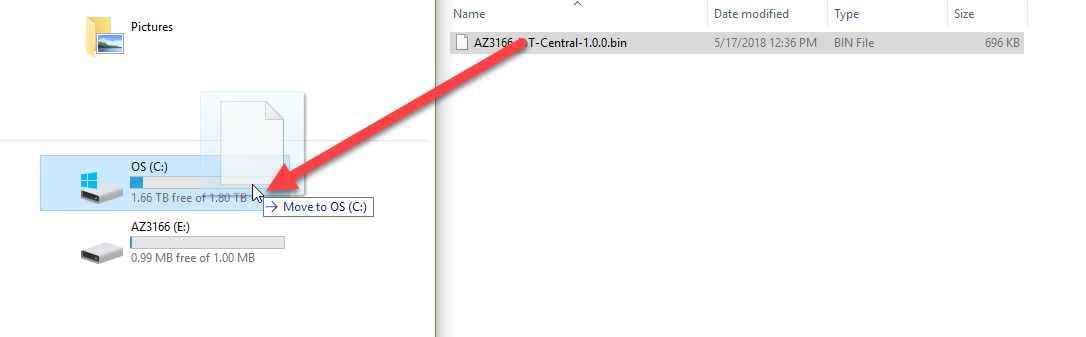 Pictures
OS (C:)
1.66 TB free of 1.80 TB
Move to OS (C:)
AZ3166 (E:)
0.99 MB free of 1.00 MB
Name Date modified Type Size
AZ3166 T-Central-1.0.0.bin 5/17/2018 12:36 PM BIN File 696 KB